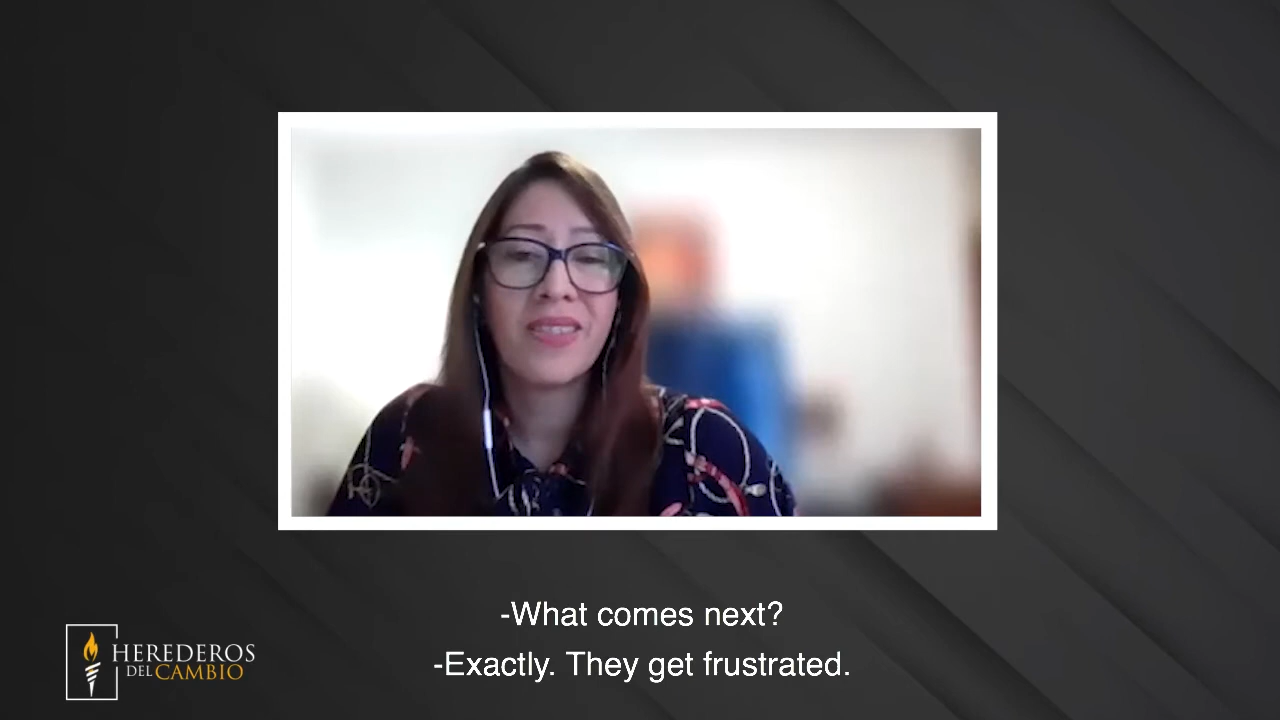 -What comes next?
-Exactly. They get frustrated.
HEREDEROS
DEL CAMBIO